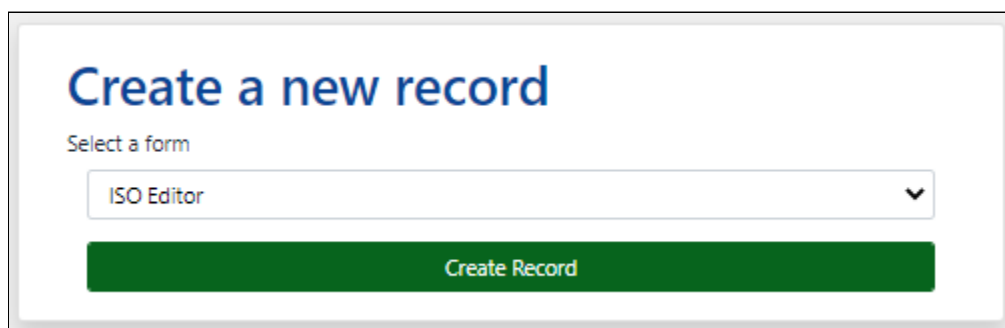 Create a new record
Select a form
ISO Editor
Create Record